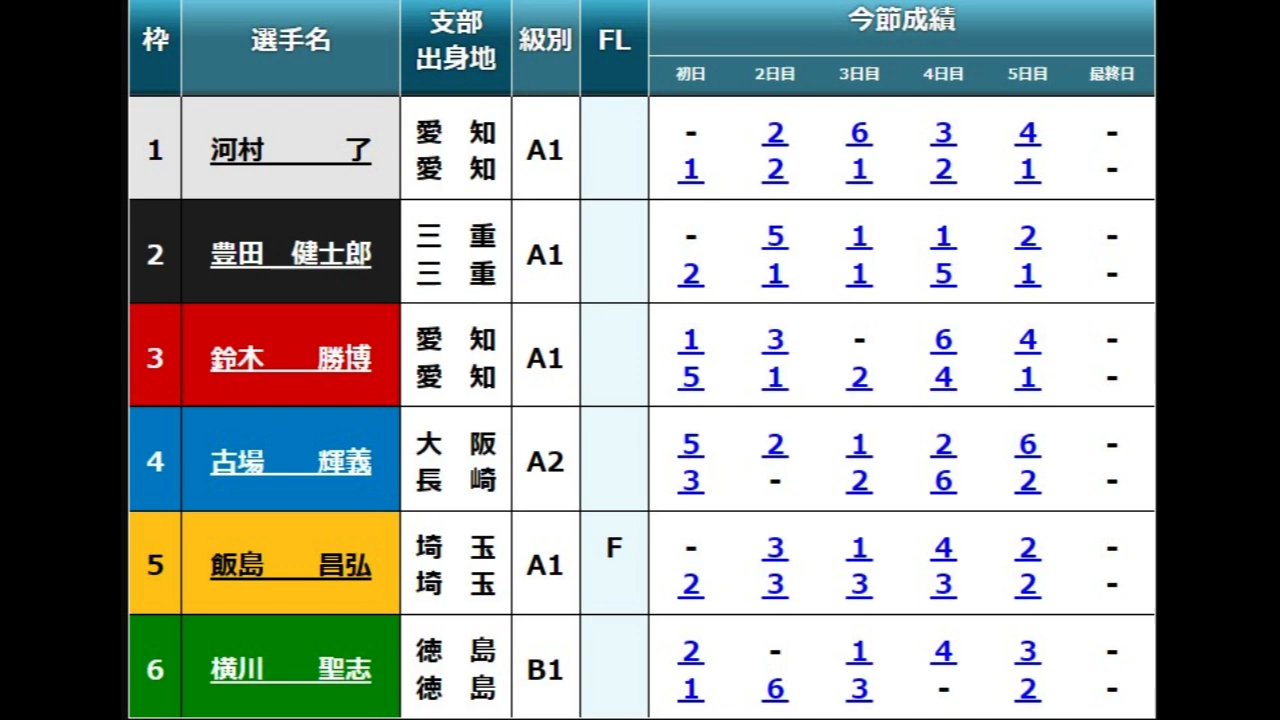 枠 選手名 支部 出身地 級別 FL 今節成績
初日 2日目 3日目 4日目 5日目 最終日
1 河村 了 愛知 A1 - 2 6 3 4 -
愛知 1 2 1 2 1 -
2 豊田 健士郎 三重 A1 - 5 1 1 2 -
三重 2 1 1 5 1 -
3 鈴木 勝博 愛知 A1 1 3 - 6 4 -
愛知 5 1 2 4 1 -
4 古場 輝義 大阪 A2 5 2 1 2 6 -
長崎 3 - 2 6 2 -
5 飯島 昌弘 埼玉 A1 F - 3 1 4 2 -
埼玉 2 3 3 3 2 -
6 横川 聖志 徳島 B1 2 - 1 4 3 -
徳島 1 6 3 - 2 -